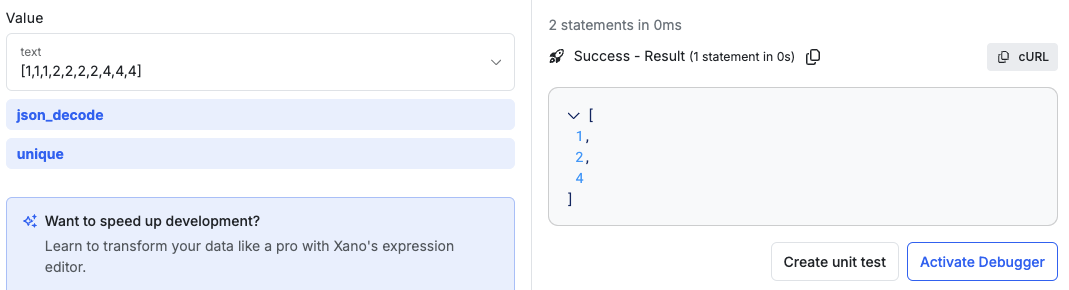 Value
text
[1,1,1,2,2,2,2,4,4,4]
json_decode
unique
Want to speed up development?
Learn to transform your data like a pro with Xano's expression
editor.
2 statements in 0ms
Success - Result (1 statement in 0s)
cURL
[
1,
2,
4
]
Create unit test
Activate Debugger